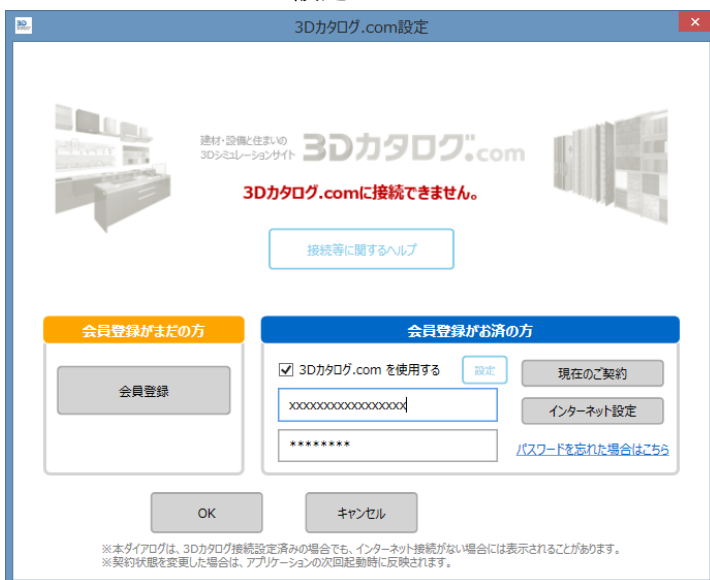 3Dカタログ.com設定
建材・設備と住まいの
3Dシミュレーションサイト 3Dカタログ.com
3Dカタログ.comに接続できません。
接続等に関するヘルプ
会員登録がまだの方
会員登録
会員登録がお済の方
3Dカタログ.com を使用する
設定
現在のご契約
xxxxxxxxxxxxxxxxx
インターネット設定
********
パスワードを忘れた場合はこちら
OK
キャンセル
※本ダイアログは、3Dカタログ接続設定済みの場合でも、インターネット接続がない場合には表示されることがあります。
※契約状態を変更した場合は、アプリケーションの次回起動時に反映されます。